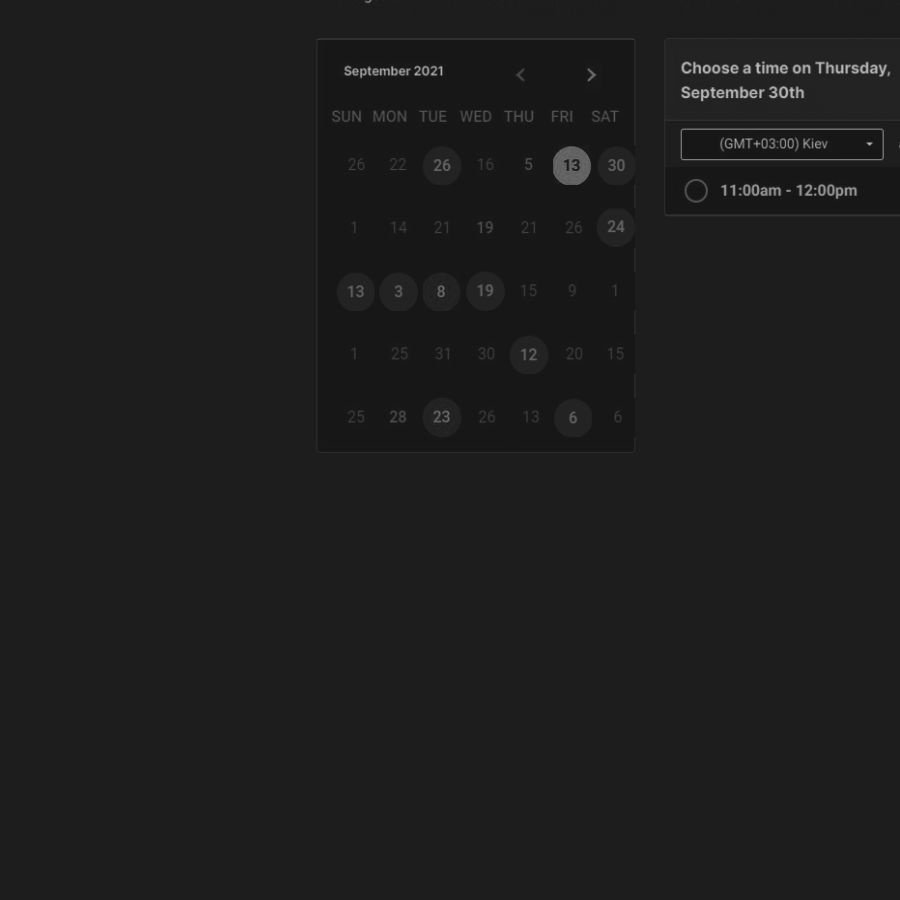 September 2021
SUN MON TUE WED THU FRI SAT
26 22 26 16 5 13 30
1 14 21 19 21 26 24
13 3 8 19 15 9 1
1 25 31 30 12 20 15
25 28 23 26 13 6 6
Choose a time on Thursday,
September 30th
(GMT+03:00) Kiev
11:00am - 12:00pm